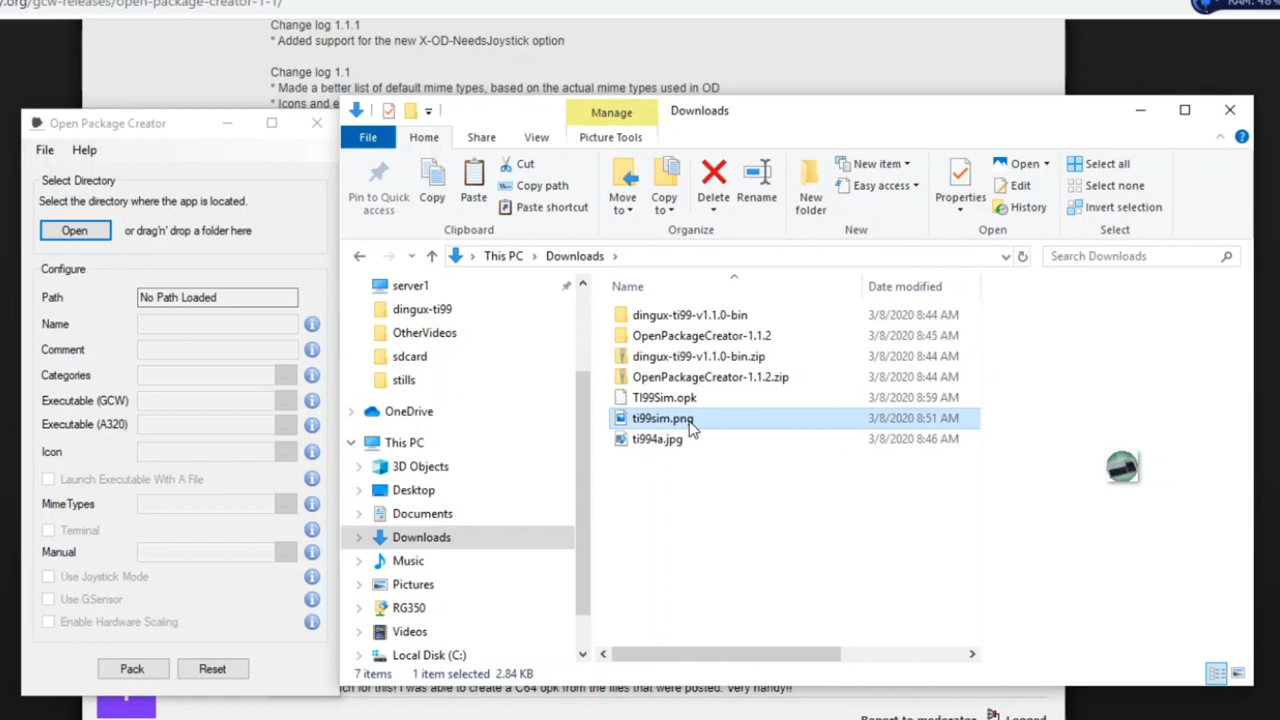 y.org/gcw-releases/open-package-creator-1-1/
RAM: 48%
Change log 1.1.1
* Added support for the new X-OD-NeedsJoystick option
Change log 1.1
* Made a better list of default mime types, based on the actual mime types used in OD
* Icons and e
Open Package Creator
File Help
Select Directory
Select the directory where the app is located.
Open or drag'n' drop a folder here
Configure
Path No Path Loaded
Name
Comment
Categories ...
Executable (GCW) ...
Executable (A320) ...
Icon ...
Launch Executable With A File
MimeTypes ...
Terminal
Manual ...
Use Joystick Mode
Use GSensor
Enable Hardware Scaling
Pack Reset
Manage Downloads
File Home Share View Picture Tools
Pin to Quick access
Copy
Paste
Cut
Copy path
Paste shortcut
Clipboard
Move to
Copy to
Delete
Rename
Organize
New folder
New item
Easy access
New
Properties
Open
Edit
History
Open
Select all
Select none
Invert selection
Select
This PC Downloads
Search Downloads
server1
dingux-ti99
OtherVideos
sdcard
stills
OneDrive
This PC
3D Objects
Desktop
Documents
Downloads
Music
Pictures
RG350
Videos
Local Disk (C:)
Name Date modified
dingux-ti99-v1.1.0-bin 3/8/2020 8:44 AM
OpenPackageCreator-1.1.2 3/8/2020 8:45 AM
dingux-ti99-v1.1.0-bin.zip 3/8/2020 8:44 AM
OpenPackageCreator-1.1.2.zip 3/8/2020 8:44 AM
TI99Sim.opk 3/8/2020 8:59 AM
ti99sim.png 3/8/2020 8:51 AM
ti994a.jpg 3/8/2020 8:46 AM
7 items 1 item selected 2.84 KB
ch for this! I was able to create a C64 opk from the files that were posted. Very handy!!
Report to moderator Logged